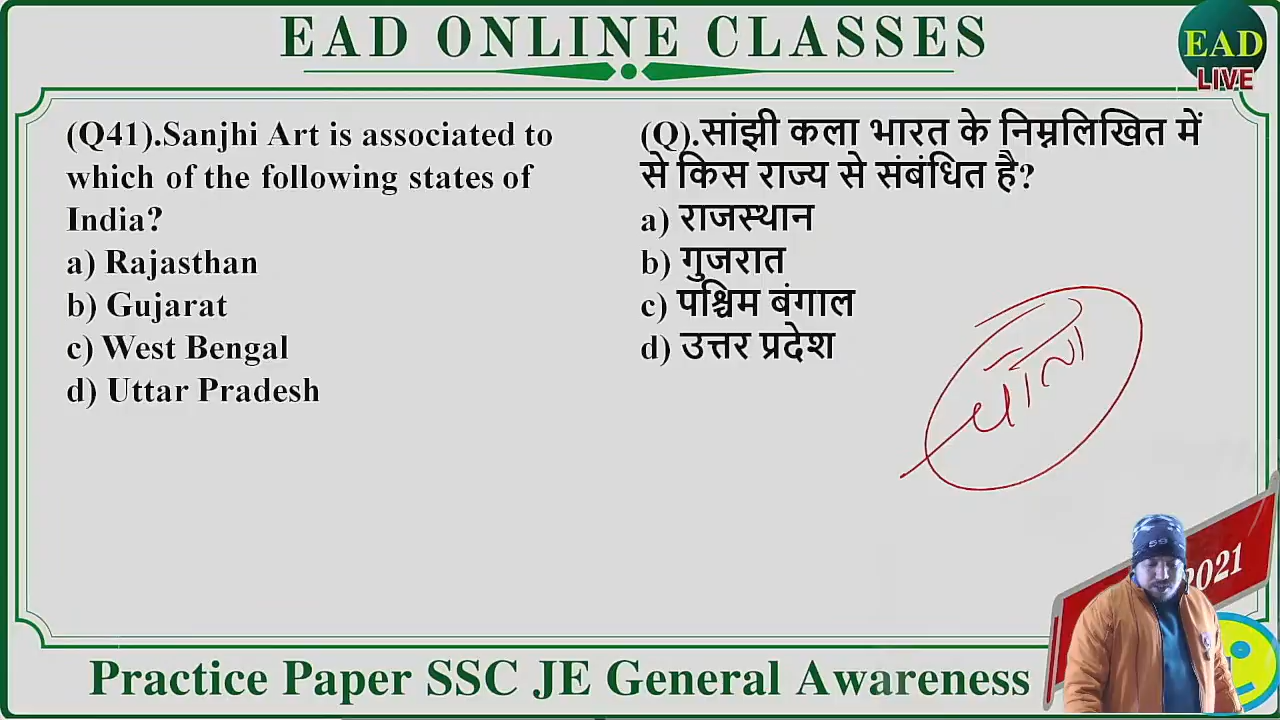 EAD ONLINE CLASSES
EAD
LIVE
(Q41).Sanjhi Art is associated to
which of the following states of
India?
a) Rajasthan
b) Gujarat
c) West Bengal
d) Uttar Pradesh
(Q).सांझी कला भारत के निम्नलिखित में
से किस राज्य से संबंधित है?
a) राजस्थान
b) गुजरात
c) पश्चिम बंगाल
d) उत्तर प्रदेश
59
2021
Practice Paper SSC JE General Awareness